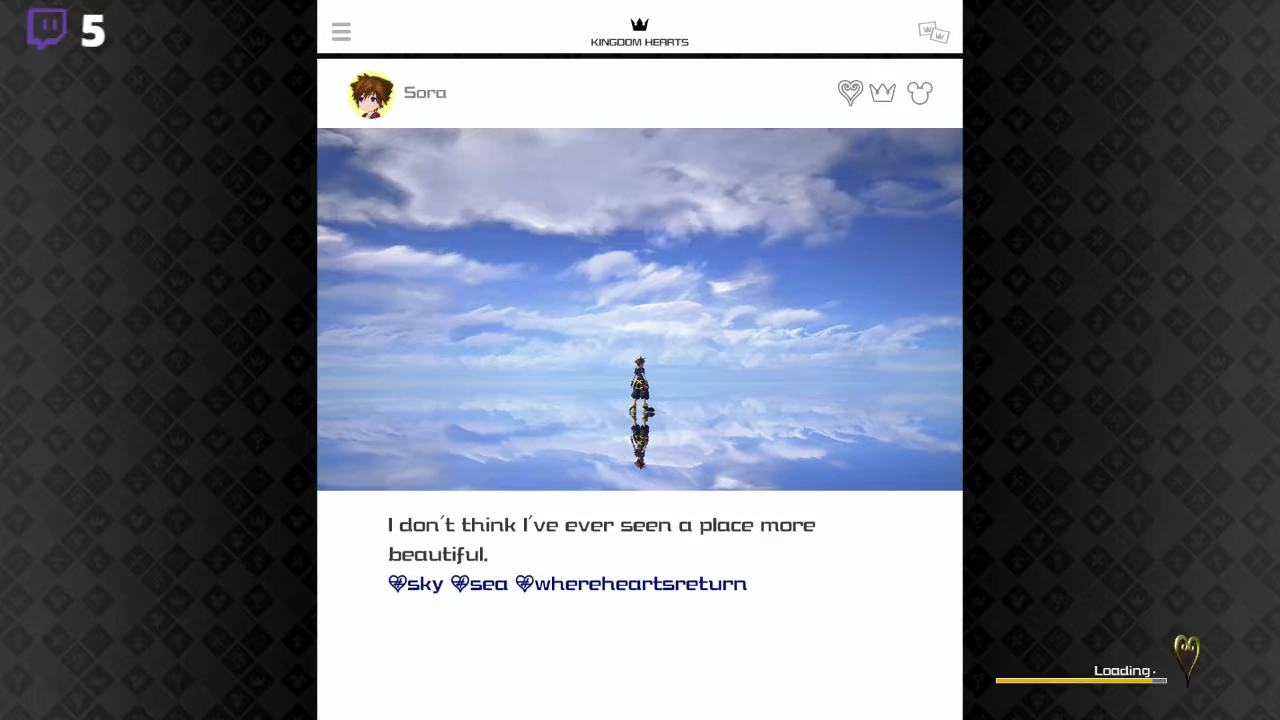 5
KINGDOM HEARTS
Sora
I don't think I've ever seen a place more
beautiful.
sky sea whereheartsreturn
Loading.